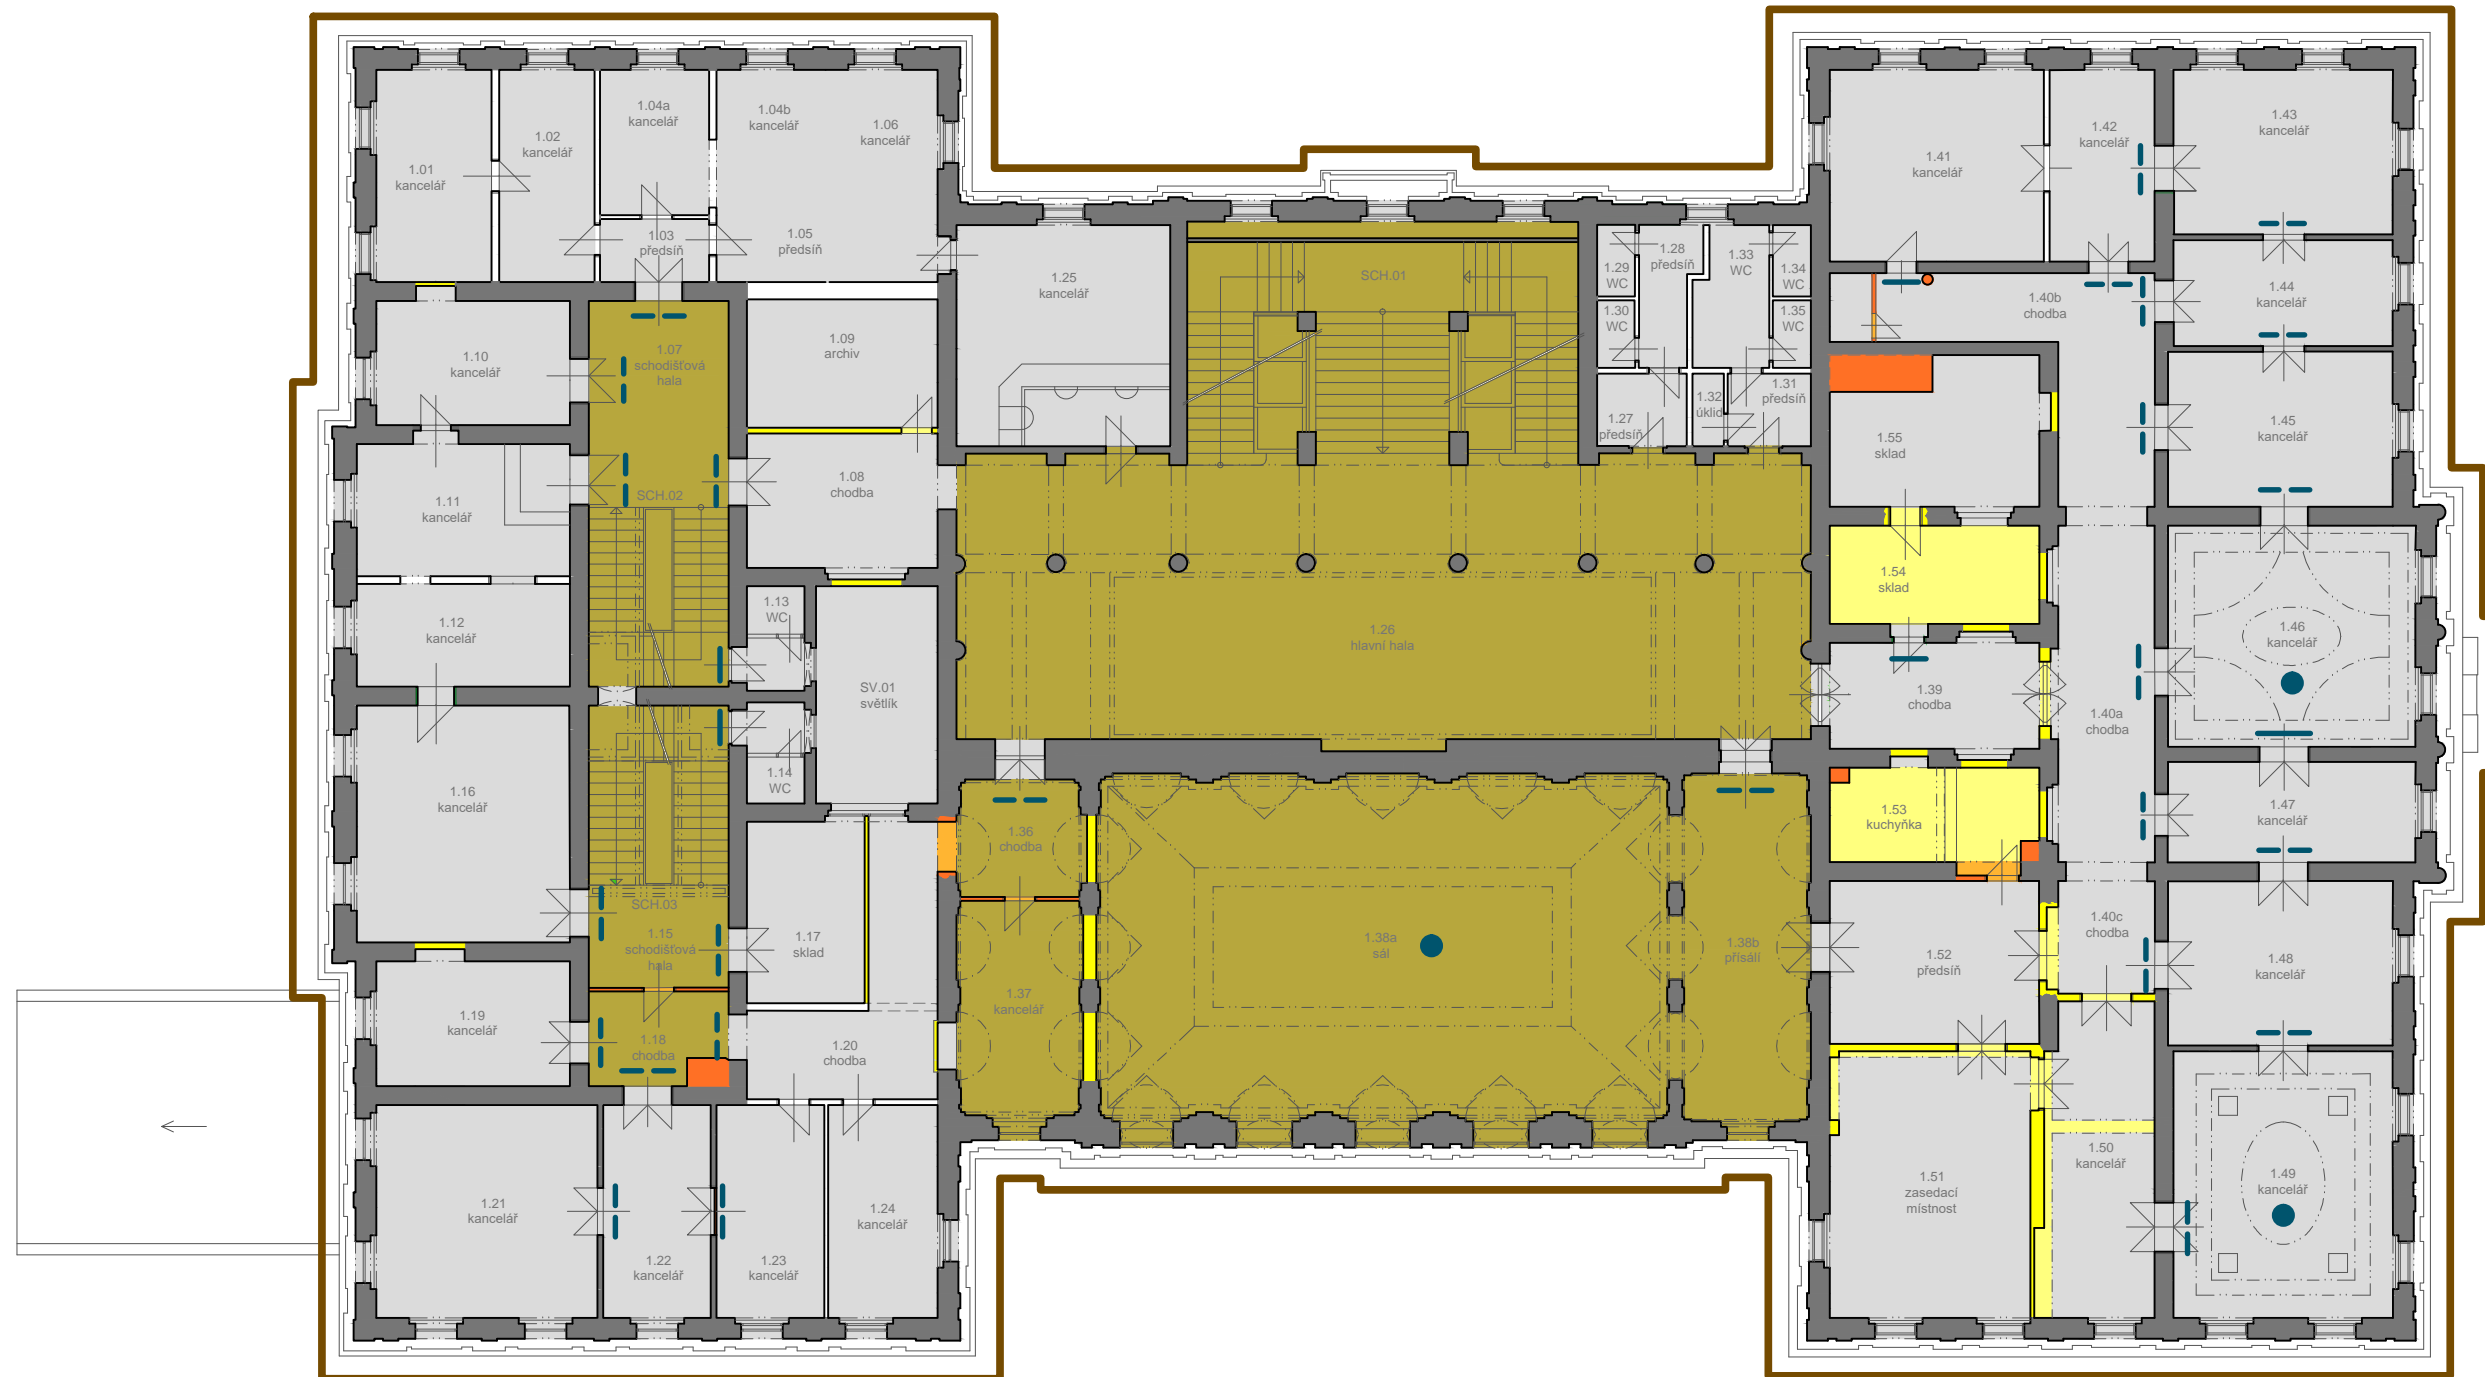 1.01
kancelář
1.02
kancelář
1.04a
kancelář
1.04b
kancelář
1.06
kancelář
1.03
předsíň
1.05
předsíň
1.25
kancelář
SCH.01
1.28
předsíň
1.29
WC
1.30
WC
1.33
WC
1.34
WC
1.35
WC
1.27
předsíň
1.32
úklid
1.31
předsíň
1.41
kancelář
1.42
kancelář
1.43
kancelář
1.40b
chodba
1.44
kancelář
1.10
kancelář
1.07
schodišťová
hala
1.09
archiv
1.11
kancelář
SCH.02
1.08
chodba
1.55
sklad
1.45
kancelář
1.12
kancelář
1.13
WC
SV.01
světlík
1.14
WC
1.26
hlavní hala
1.54
sklad
1.39
chodba
1.40a
chodba
1.46
kancelář
1.16
kancelář
1.36
chodba
1.53
kuchyňka
1.47
kancelář
SCH.03
1.15
schodišťová
hala
1.17
sklad
1.37
kancelář
1.38a
sál
1.38b
přísálí
1.52
předsíň
1.40c
chodba
1.48
kancelář
1.19
kancelář
1.18
chodba
1.20
chodba
1.21
kancelář
1.22
kancelář
1.23
kancelář
1.24
kancelář
1.51
zasedací
místnost
1.50
kancelář
1.49
kancelář